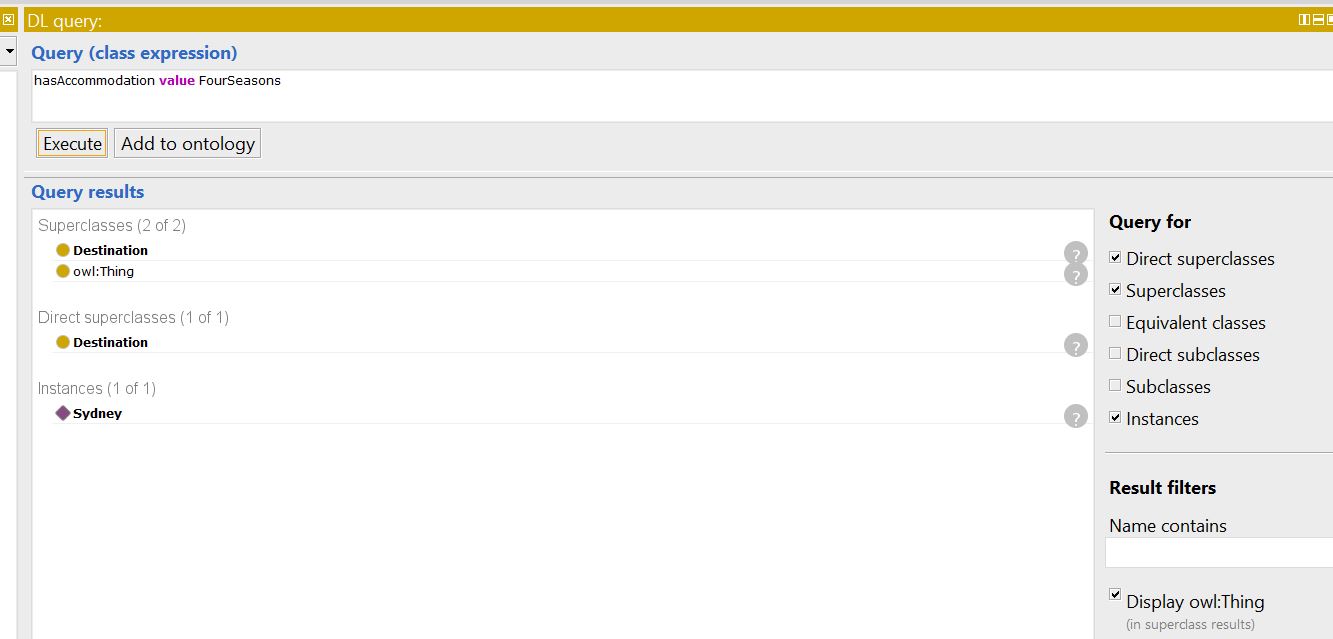 DL query:
Query (class expression)
hasAccommodation value FourSeasons
Execute Add to ontology
Query results
Superclasses (2 of 2)
Destination
?
owl:Thing
?
Direct superclasses (1 of 1)
Destination
?
Instances (1 of 1)
Sydney
?
Query for
Direct superclasses
Superclasses
Equivalent classes
Direct subclasses
Subclasses
Instances
Result filters
Name contains
Display owl:Thing
(in superclass results)